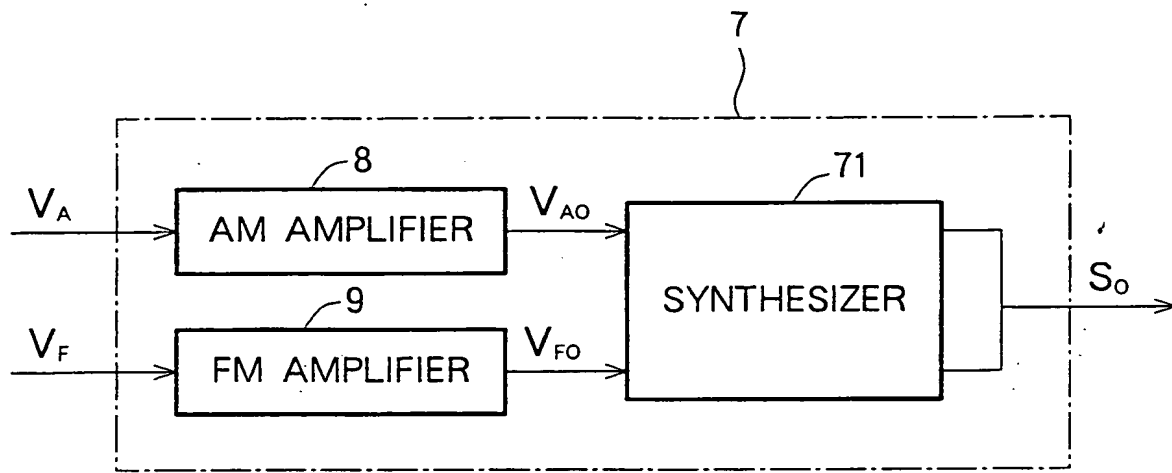 7
8
71
V_A
AM AMPLIFIER
V_AO
SYNTHESIZER
S_O
9
V_F
FM AMPLIFIER
V_FO